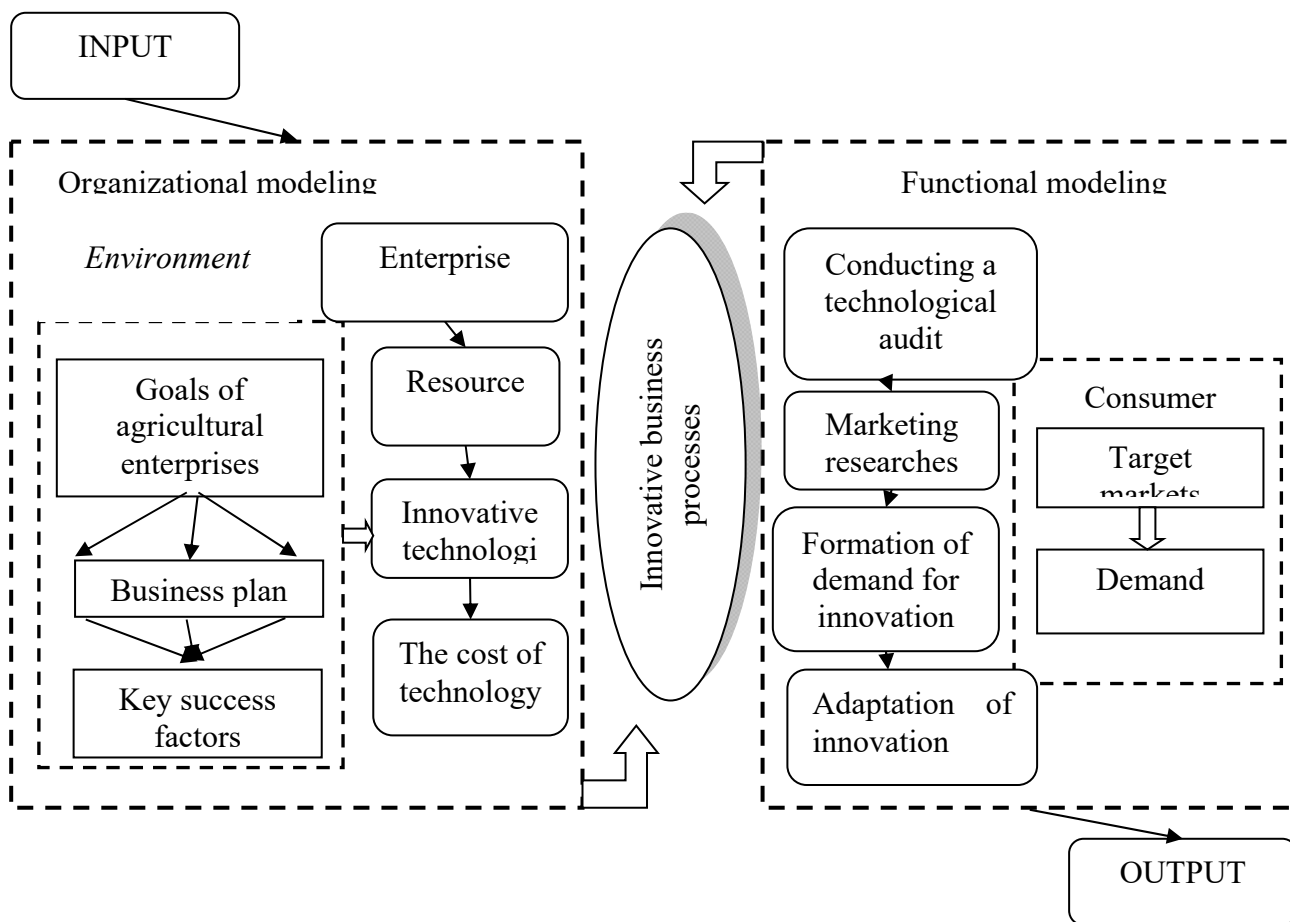 INPUT
Organizational modeling
Environment
Enterprise
Goals of
agricultural
enterprises
Business plan
Key success
factors
Resource
Innovative
technologi
The cost of
technology
Innovative business
processes
Functional modeling
Conducting a
technological
audit
Marketing
researches
Formation of
demand for
innovation
Adaptation of
innovation
Consumer
Target
markets
Demand
OUTPUT